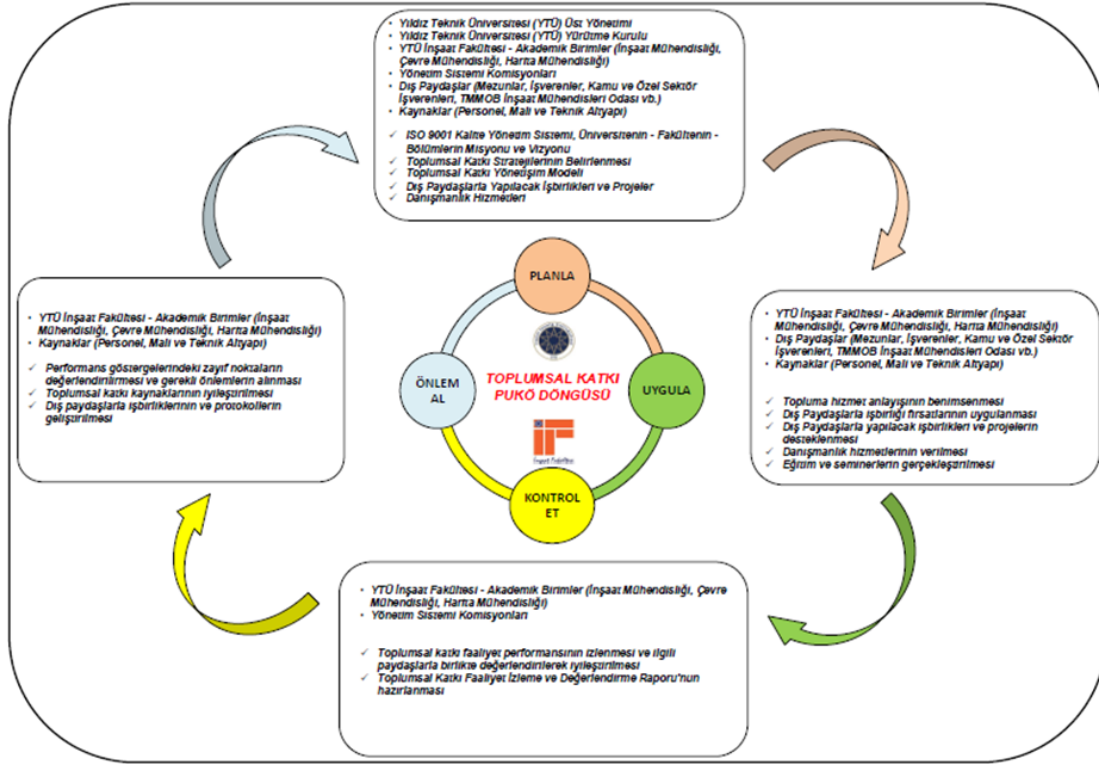 • Yıldız Teknik Üniversitesi (YTÜ) Üst Yönetimi
• Yıldız Teknik Üniversitesi (YTÜ) Yürütme Kurulu
• YTÜ İnşaat Fakültesi - Akademik Birimler (İnşaat Mühendisliği,
Çevre Mühendisliği, Harita Mühendisliği)
• Yönetim Sistemi Komisyonları
• Dış Paydaşlar (Mezunlar, İşverenler, Kamu ve Özel Sektör
İşverenleri, TMMOB İnşaat Mühendisleri Odası vb.)
• Kaynaklar (Personel, Mali ve Teknik Altyapı)
✓ ISO 9001 Kalite Yönetim Sistemi, Üniversitenin - Fakültenin -
Bölümlerin Misyonu ve Vizyonu
✓ Toplumsal Katkı Stratejilerinin Belirlenmesi
✓ Toplumsal Katkı Yönetişim Modeli
✓ Dış Paydaşlarla Yapılacak İşbirlikleri ve Projeler
✓ Danışmanlık Hizmetleri
PLANLA
• YTÜ İnşaat Fakültesi - Akademik Birimler (İnşaat
Mühendisliği, Çevre Mühendisliği, Harita Mühendisliği)
• Kaynaklar (Personel, Mali ve Teknik Altyapı)
✓ Performans göstergelerindeki zayıf noktaların
değerlendirilmesi ve gerekli önlemlerin alınması
✓ Toplumsal katkı kaynaklarının iyileştirilmesi
✓ Dış paydaşlarla işbirliklerinin ve protokollerin
geliştirilmesi
ÖNLEM
AL
TOPLUMSAL KATKI
PUKÖ DÖNGÜSÜ
İnşaat Fakültesi
UYGULA
• YTÜ İnşaat Fakültesi - Akademik Birimler (İnşaat
Mühendisliği, Çevre Mühendisliği, Harita Mühendisliği)
• Dış Paydaşlar (Mezunlar, İşverenler, Kamu ve Özel Sektör
İşverenleri, TMMOB İnşaat Mühendisleri Odası vb.)
• Kaynaklar (Personel, Mali ve Teknik Altyapı)
✓ Topluma hizmet anlayışının benimsenmesi
✓ Dış Paydaşlarla işbirliği fırsatlarının uygulanması
✓ Dış Paydaşlarla yapılacak işbirlikleri ve projelerin
desteklenmesi
✓ Danışmanlık hizmetlerinin verilmesi
✓ Eğitim ve seminerlerin gerçekleştirilmesi
KONTROL
ET
• YTÜ İnşaat Fakültesi - Akademik Birimler (İnşaat Mühendisliği, Çevre
Mühendisliği, Harita Mühendisliği)
• Yönetim Sistemi Komisyonları
✓ Toplumsal katkı faaliyet performansının izlenmesi ve ilgili
paydaşlarla birlikte değerlendirilerek iyileştirilmesi
✓ Toplumsal Katkı Faaliyet İzleme ve Değerlendirme Raporu'nun
hazırlanması